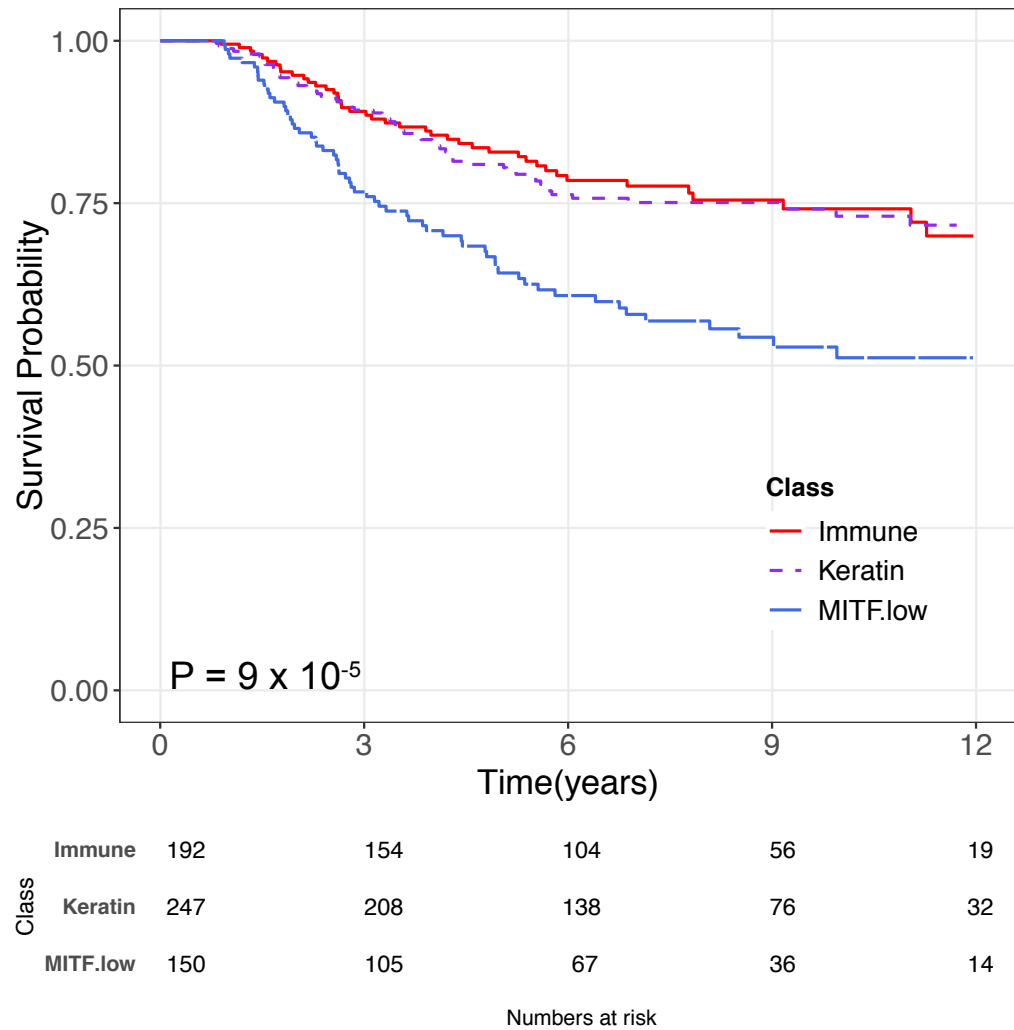 Survival Probability
1.00
0.75
0.50
0.25
0.00
Class
Immune
Keratin
MITF.low
P = 9 x 10-5
0 3 6 9 12
Time(years)
Class
Immune 192 154 104 56 19
Keratin 247 208 138 76 32
MITF.low 150 105 67 36 14
Numbers at risk